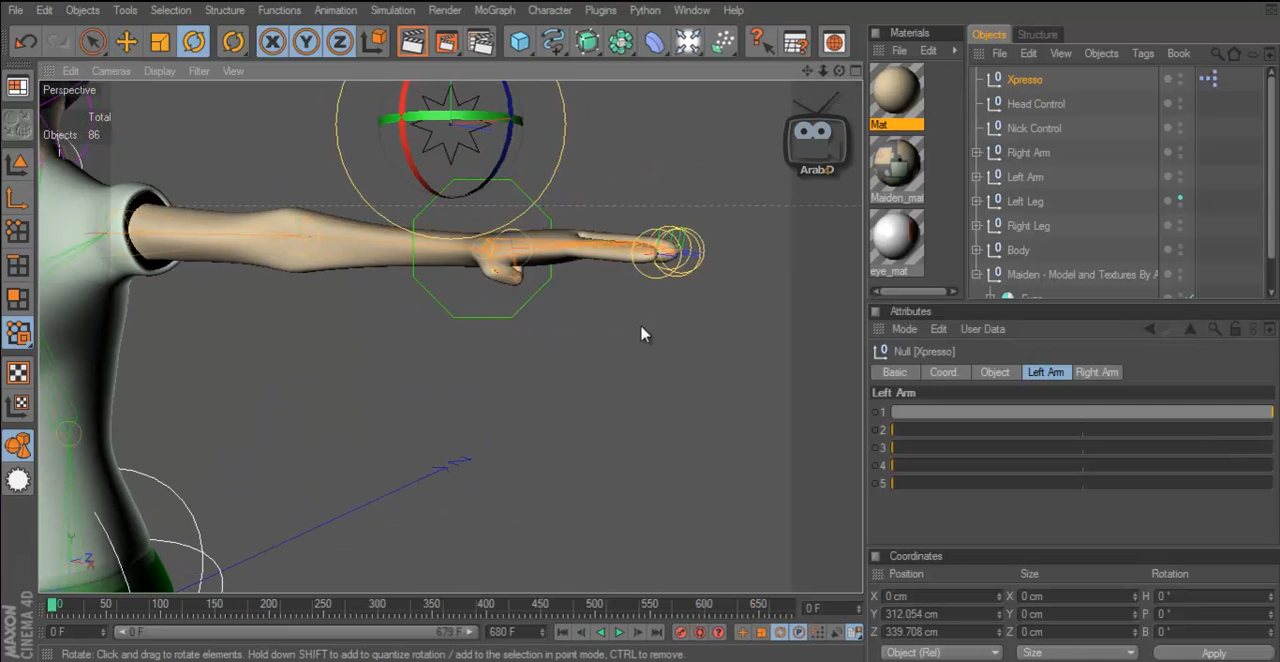 File Edit Objects Tools Selection Structure Functions Animation Simulation Render MoGraph Character Plugins Python Window Help
Edit Cameras Display Filter View
Perspective
Total
Objects 86
ArabD
Y
Z
X
Materials
File Edit
Mat
Maiden_mat
eye_mat
Objects Structure
File Edit View Objects Tags Book
Xpresso
Head Control
Nick Control
Right Arm
Left Arm
Left Leg
Right Leg
Body
Maiden - Model and Textures By A
Attributes
Mode Edit User Data
Null [Xpresso]
Basic Coord. Object Left Arm Right Arm
Left Arm
1
2
3
4
5
Coordinates
Position Size Rotation
X 0 cm X 0 cm H 0 °
Y 312.054 cm Y 0 cm P 0 °
Z 339.708 cm Z 0 cm B 0 °
Object (Rel) Size Apply
0 50 100 150 200 250 300 350 400 450 500 550 600 650 0 F
0 F 0 F 679 F 680 F
MAXON CINEMA 4D
Rotate: Click and drag to rotate elements. Hold down SHIFT to add to quantize rotation / add to the selection in point mode, CTRL to remove.